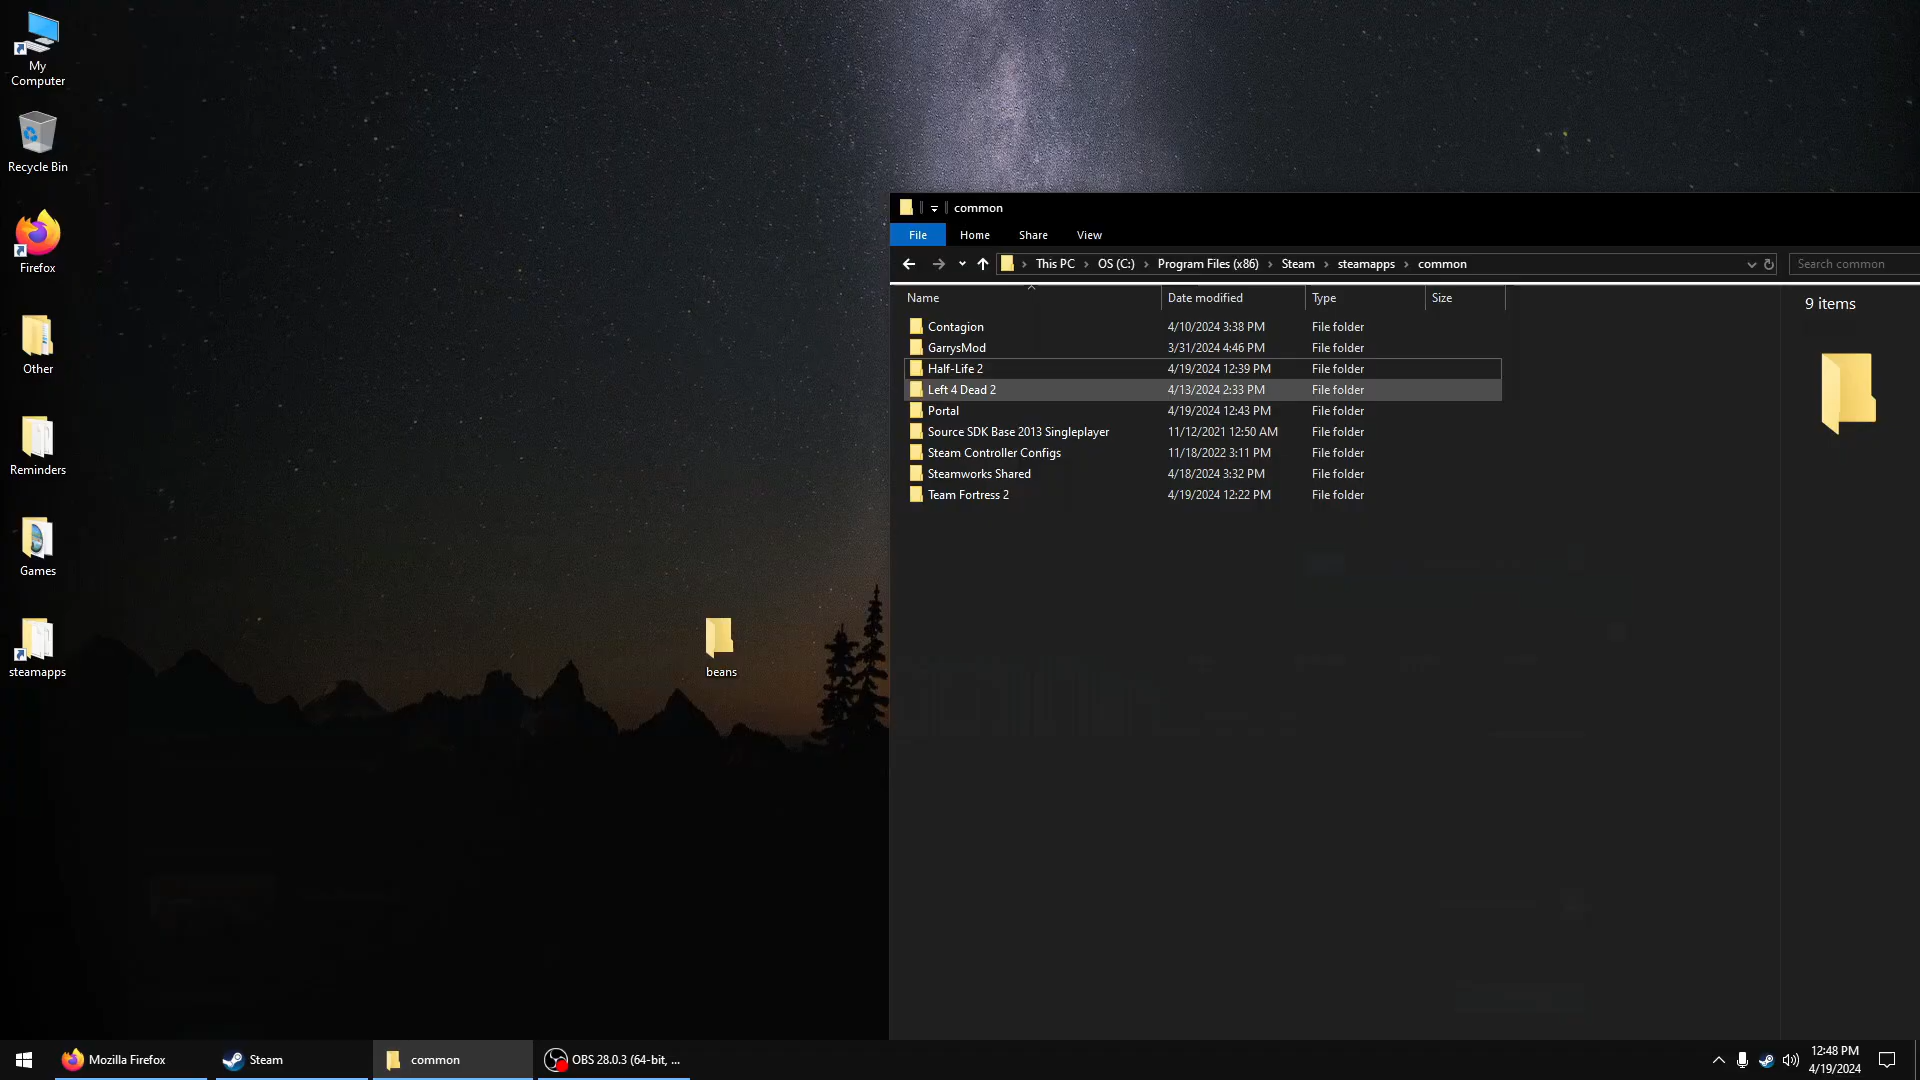 My
Computer
Recycle Bin
Firefox
Other
Reminders
Games
steamapps
beans
common
File Home Share View
This PC OS (C:) Program Files (x86) Steam steamapps common
Search common
Name Date modified Type Size
9 items
Contagion 4/10/2024 3:38 PM File folder
GarrysMod 3/31/2024 4:46 PM File folder
Half-Life 2 4/19/2024 12:39 PM File folder
Left 4 Dead 2 4/13/2024 2:33 PM File folder
Portal 4/19/2024 12:43 PM File folder
Source SDK Base 2013 Singleplayer 11/12/2021 12:50 AM File folder
Steam Controller Configs 11/18/2022 3:11 PM File folder
Steamworks Shared 4/18/2024 3:32 PM File folder
Team Fortress 2 4/19/2024 12:22 PM File folder
Mozilla Firefox Steam common OBS 28.0.3 (64-bit, ...
12:48 PM
4/19/2024